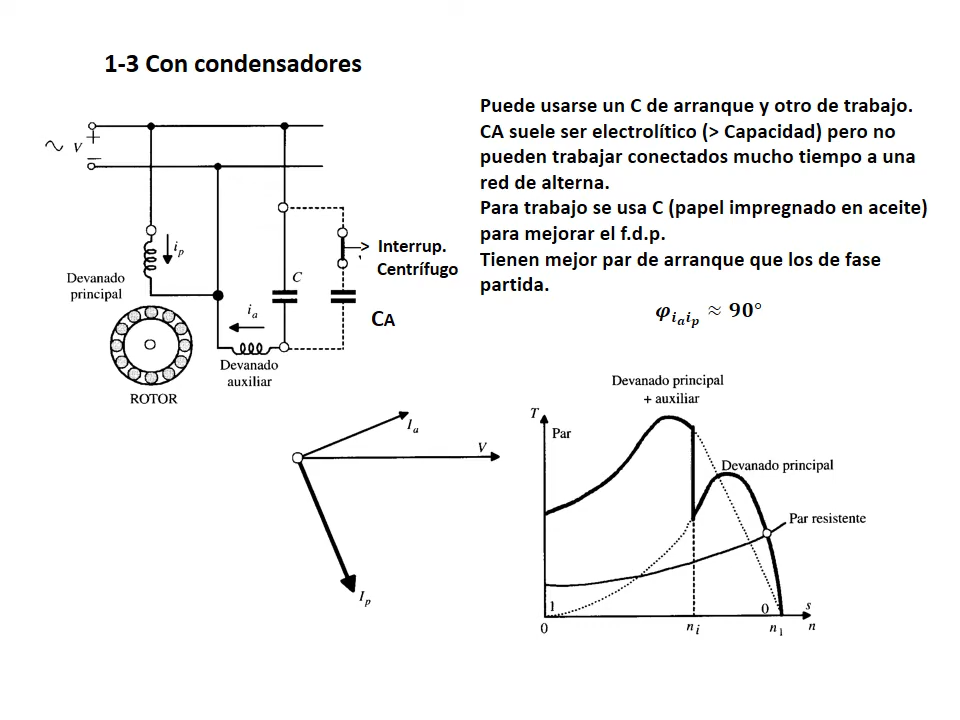 1-3 Con condensadores
Puede usarse un C de arranque y otro de trabajo.
CA suele ser electrolítico (> Capacidad) pero no
pueden trabajar conectados mucho tiempo a una
red de alterna.
Para trabajo se usa C (papel impregnado en aceite)
para mejorar el f.d.p.
Tienen mejor par de arranque que los de fase
partida.
φ iₐiₚ ≈ 90°
∼ V
+
−
iₚ
Devanado
principal
> Interrup.
Centrífugo
C
CA
iₐ
Devanado
auxiliar
ROTOR
Iₐ
V
Iₚ
Devanado principal
+ auxiliar
T
Par
Devanado principal
Par resistente
1
0
s
0
nᵢ
n₁
n